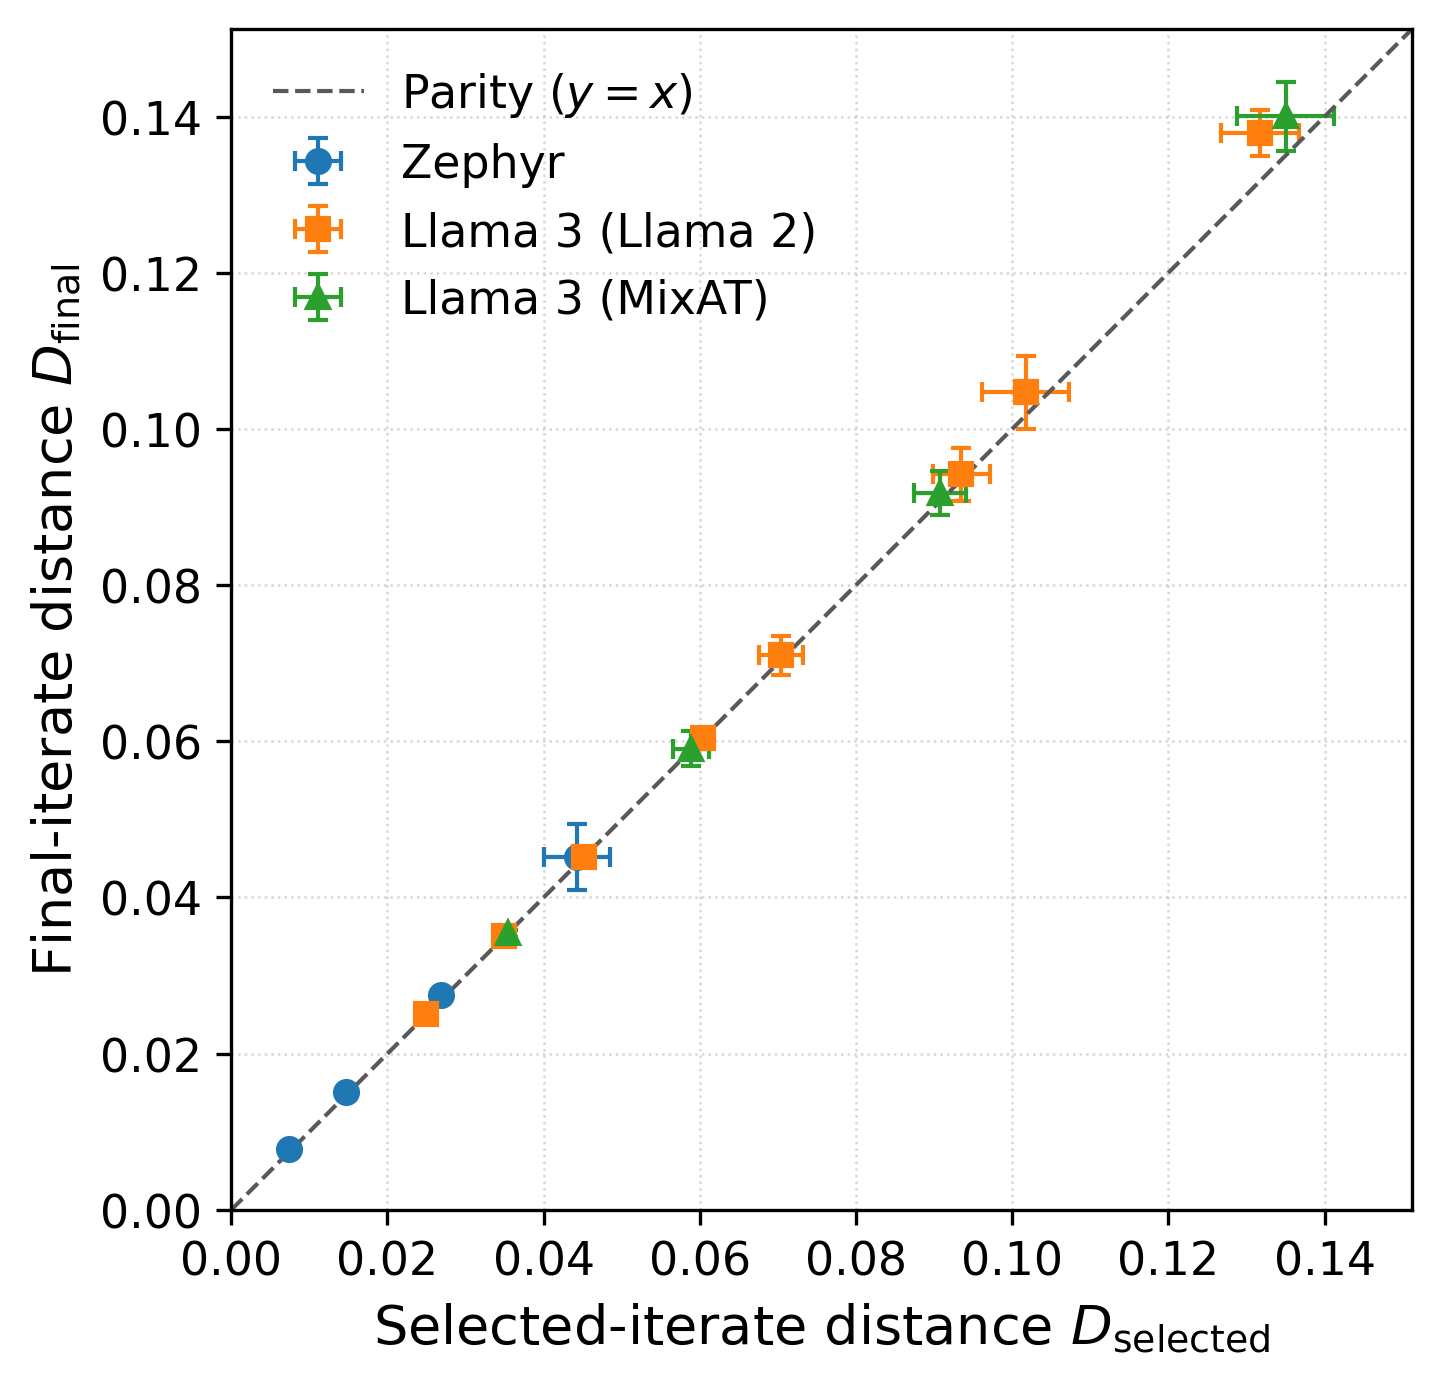 Parity (y = x)
Zephyr
Llama 3 (Llama 2)
Llama 3 (MixAT)
Final-iterate distance D_final
0.14
0.12
0.10
0.08
0.06
0.04
0.02
0.00
0.00 0.02 0.04 0.06 0.08 0.10 0.12 0.14
Selected-iterate distance D_selected